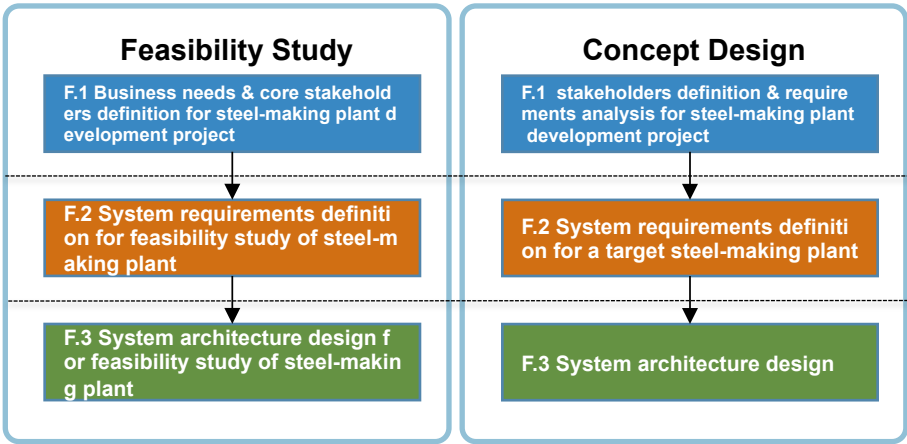 Feasibility Study
F.1 Business needs & core stakehold
ers definition for steel-making plant d
evelopment project
F.2 System requirements definiti
on for feasibility study of steel-m
aking plant
F.3 System architecture design f
or feasibility study of steel-makin
g plant
Concept Design
F.1 stakeholders definition & require
ments analysis for steel-making plant
development project
F.2 System requirements definiti
on for a target steel-making plant
F.3 System architecture design